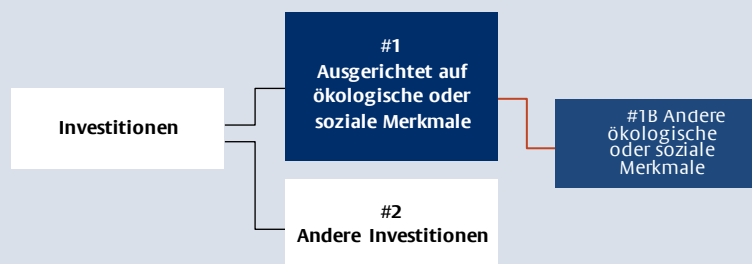 Investitionen
#1
Ausgerichtet auf
ökologische oder
soziale Merkmale
#1B Andere
ökologische
oder soziale
Merkmale
#2
Andere Investitionen